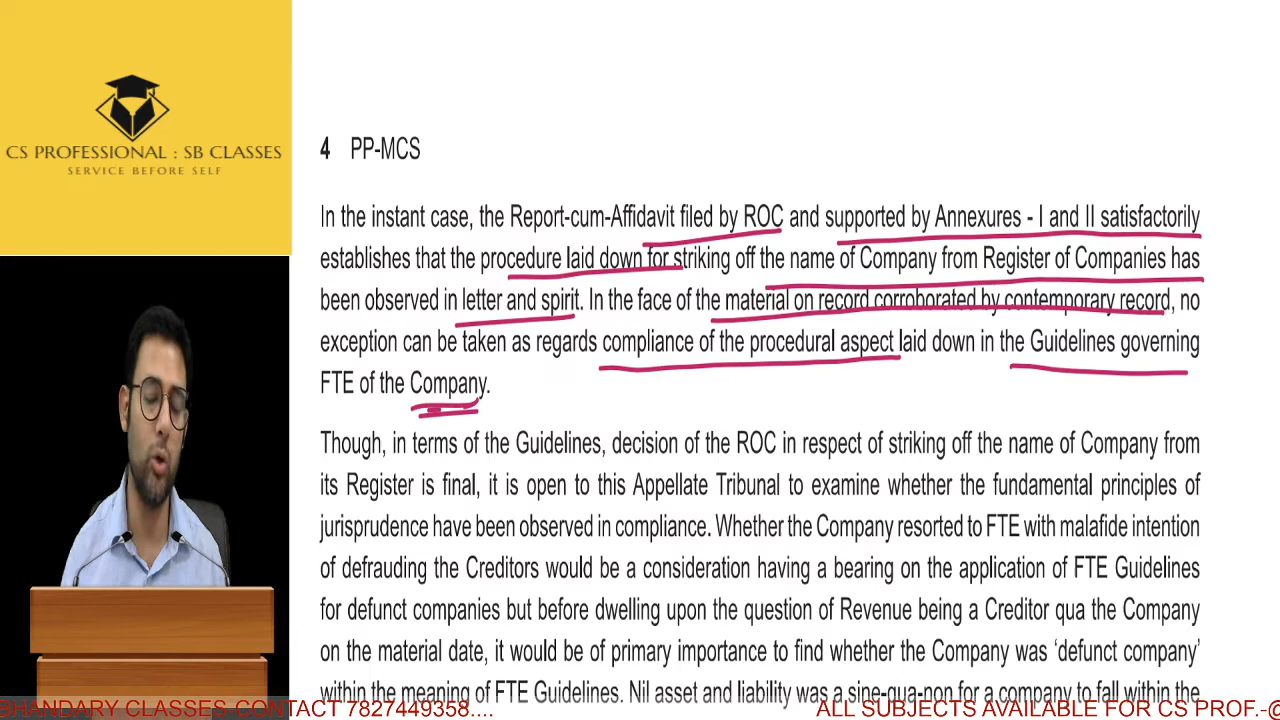 CS PROFESSIONAL : SB CLASSES
SERVICE BEFORE SELF
4 PP-MCS
In the instant case, the Report-cum-Affidavit filed by ROC and supported by Annexures - I and II satisfactorily
establishes that the procedure laid down for striking off the name of Company from Register of Companies has
been observed in letter and spirit. In the face of the material on record corroborated by contemporary record, no
exception can be taken as regards compliance of the procedural aspect laid down in the Guidelines governing
FTE of the Company.
Though, in terms of the Guidelines, decision of the ROC in respect of striking off the name of Company from
its Register is final, it is open to this Appellate Tribunal to examine whether the fundamental principles of
jurisprudence have been observed in compliance. Whether the Company resorted to FTE with malafide intention
of defrauding the Creditors would be a consideration having a bearing on the application of FTE Guidelines
for defunct companies but before dwelling upon the question of Revenue being a Creditor qua the Company
on the material date, it would be of primary importance to find whether the Company was ‘defunct company’
within the meaning of FTE Guidelines. Nil asset and liability was a sine-qua-non for a company to fall within the
BHANDARY CLASSES-CONTACT 7827449358.... ALL SUBJECTS AVAILABLE FOR CS PROF.-@